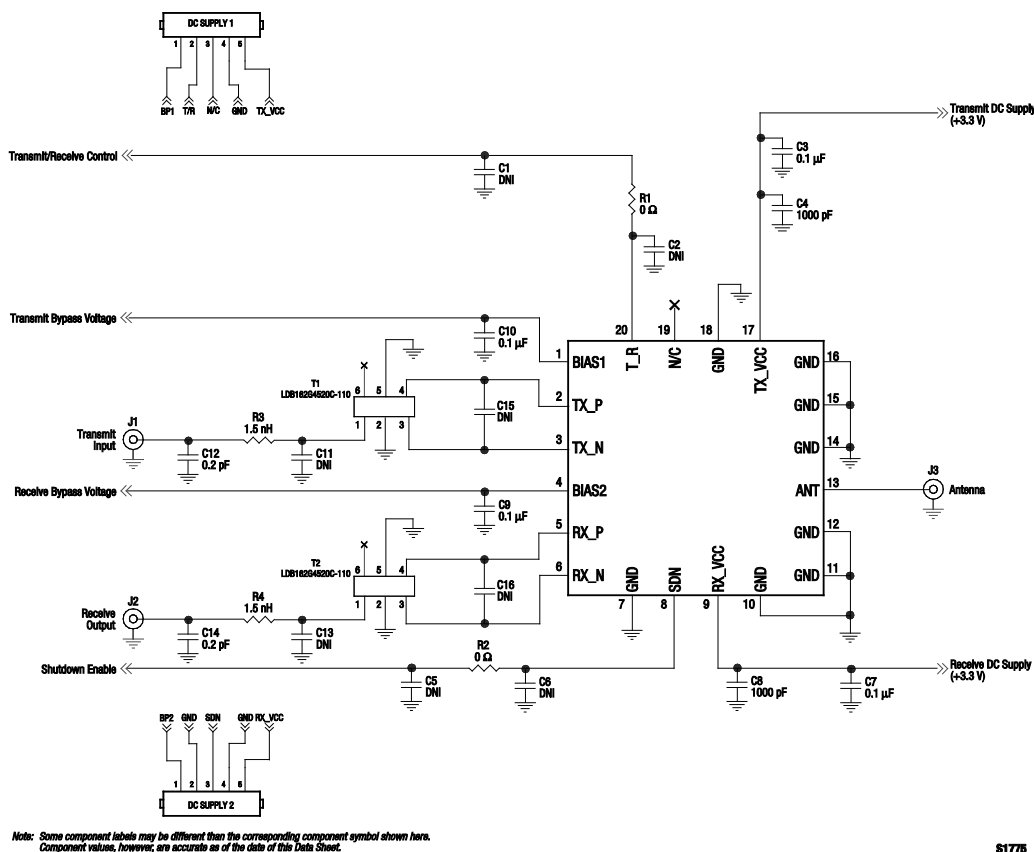 DC SUPPLY 1
1 2 3 4 5
BP1 T/R N/C GND TX_VCC
Transmit DC Supply
(+3.3 V)
C3
0.1 µF
Transmit/Receive Control
C1
DNI
R1
0 Ω
C4
1000 pF
C2
DNI
Transmit Bypass Voltage
C10
0.1 µF
20 19 18 17
T_R N/C GND TX_VCC
1 BIAS1
GND 16
T1
LDB182G4520C-110
6 5 4
1 2 3
C15
DNI
2 TX_P
GND 15
J1
Transmit
Input
R3
1.5 nH
C12
0.2 pF
C11
DNI
3 TX_N
GND 14
Receive Bypass Voltage
C9
0.1 µF
4 BIAS2
ANT 13
J3
Antenna
5 RX_P
GND 12
T2
LDB182G4520C-110
6 5 4
1 2 3
C16
DNI
6 RX_N
GND 11
GND SDN RX_VCC GND
7 8 9 10
J2
Receive
Output
R4
1.5 nH
C14
0.2 pF
C13
DNI
Shutdown Enable
R2
0 Ω
C5
DNI
C6
DNI
C8
1000 pF
C7
0.1 µF
Receive DC Supply
(+3.3 V)
BP2 GND SDN GND RX_VCC
1 2 3 4 5
DC SUPPLY 2
Note: Some component labels may be different than the corresponding component symbol shown here.
Component values, however, are accurate as of the date of this Data Sheet.
S1775